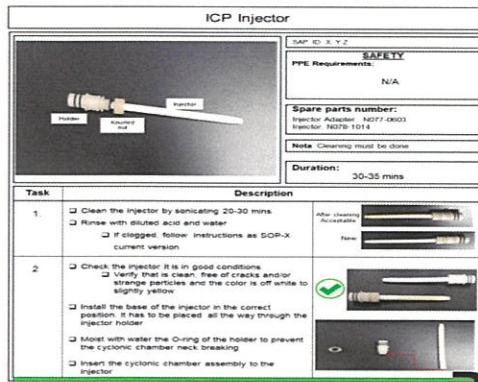 ICP Injector
SAP ID: X, Y Z
SAFETY
PPE Requirements:
N/A
Holder
Knurled
nut
Injector
Spare parts number:
Injector Adapter: N077-0603
Injector: N078-1014
Nota Cleaning must be done
Duration:
30-35 mins
Task
Description
1.
Clean the injector by sonicating 20-30 mins
Rinse with diluted acid and water
If clogged, follow instructions as SOP-X
current version
After cleaning
Acceptable
New
2
Check the injector it is in good conditions
Verify that is clean, free of cracks and/or
strange particles and the color is off white to
slightly yellow
Install the base of the injector in the correct
position. It has to be placed all the way through the
injector holder
Moist with water the O-ring of the holder to prevent
the cyclonic chamber neck breaking
Insert the cyclonic chamber assembly to the
injector